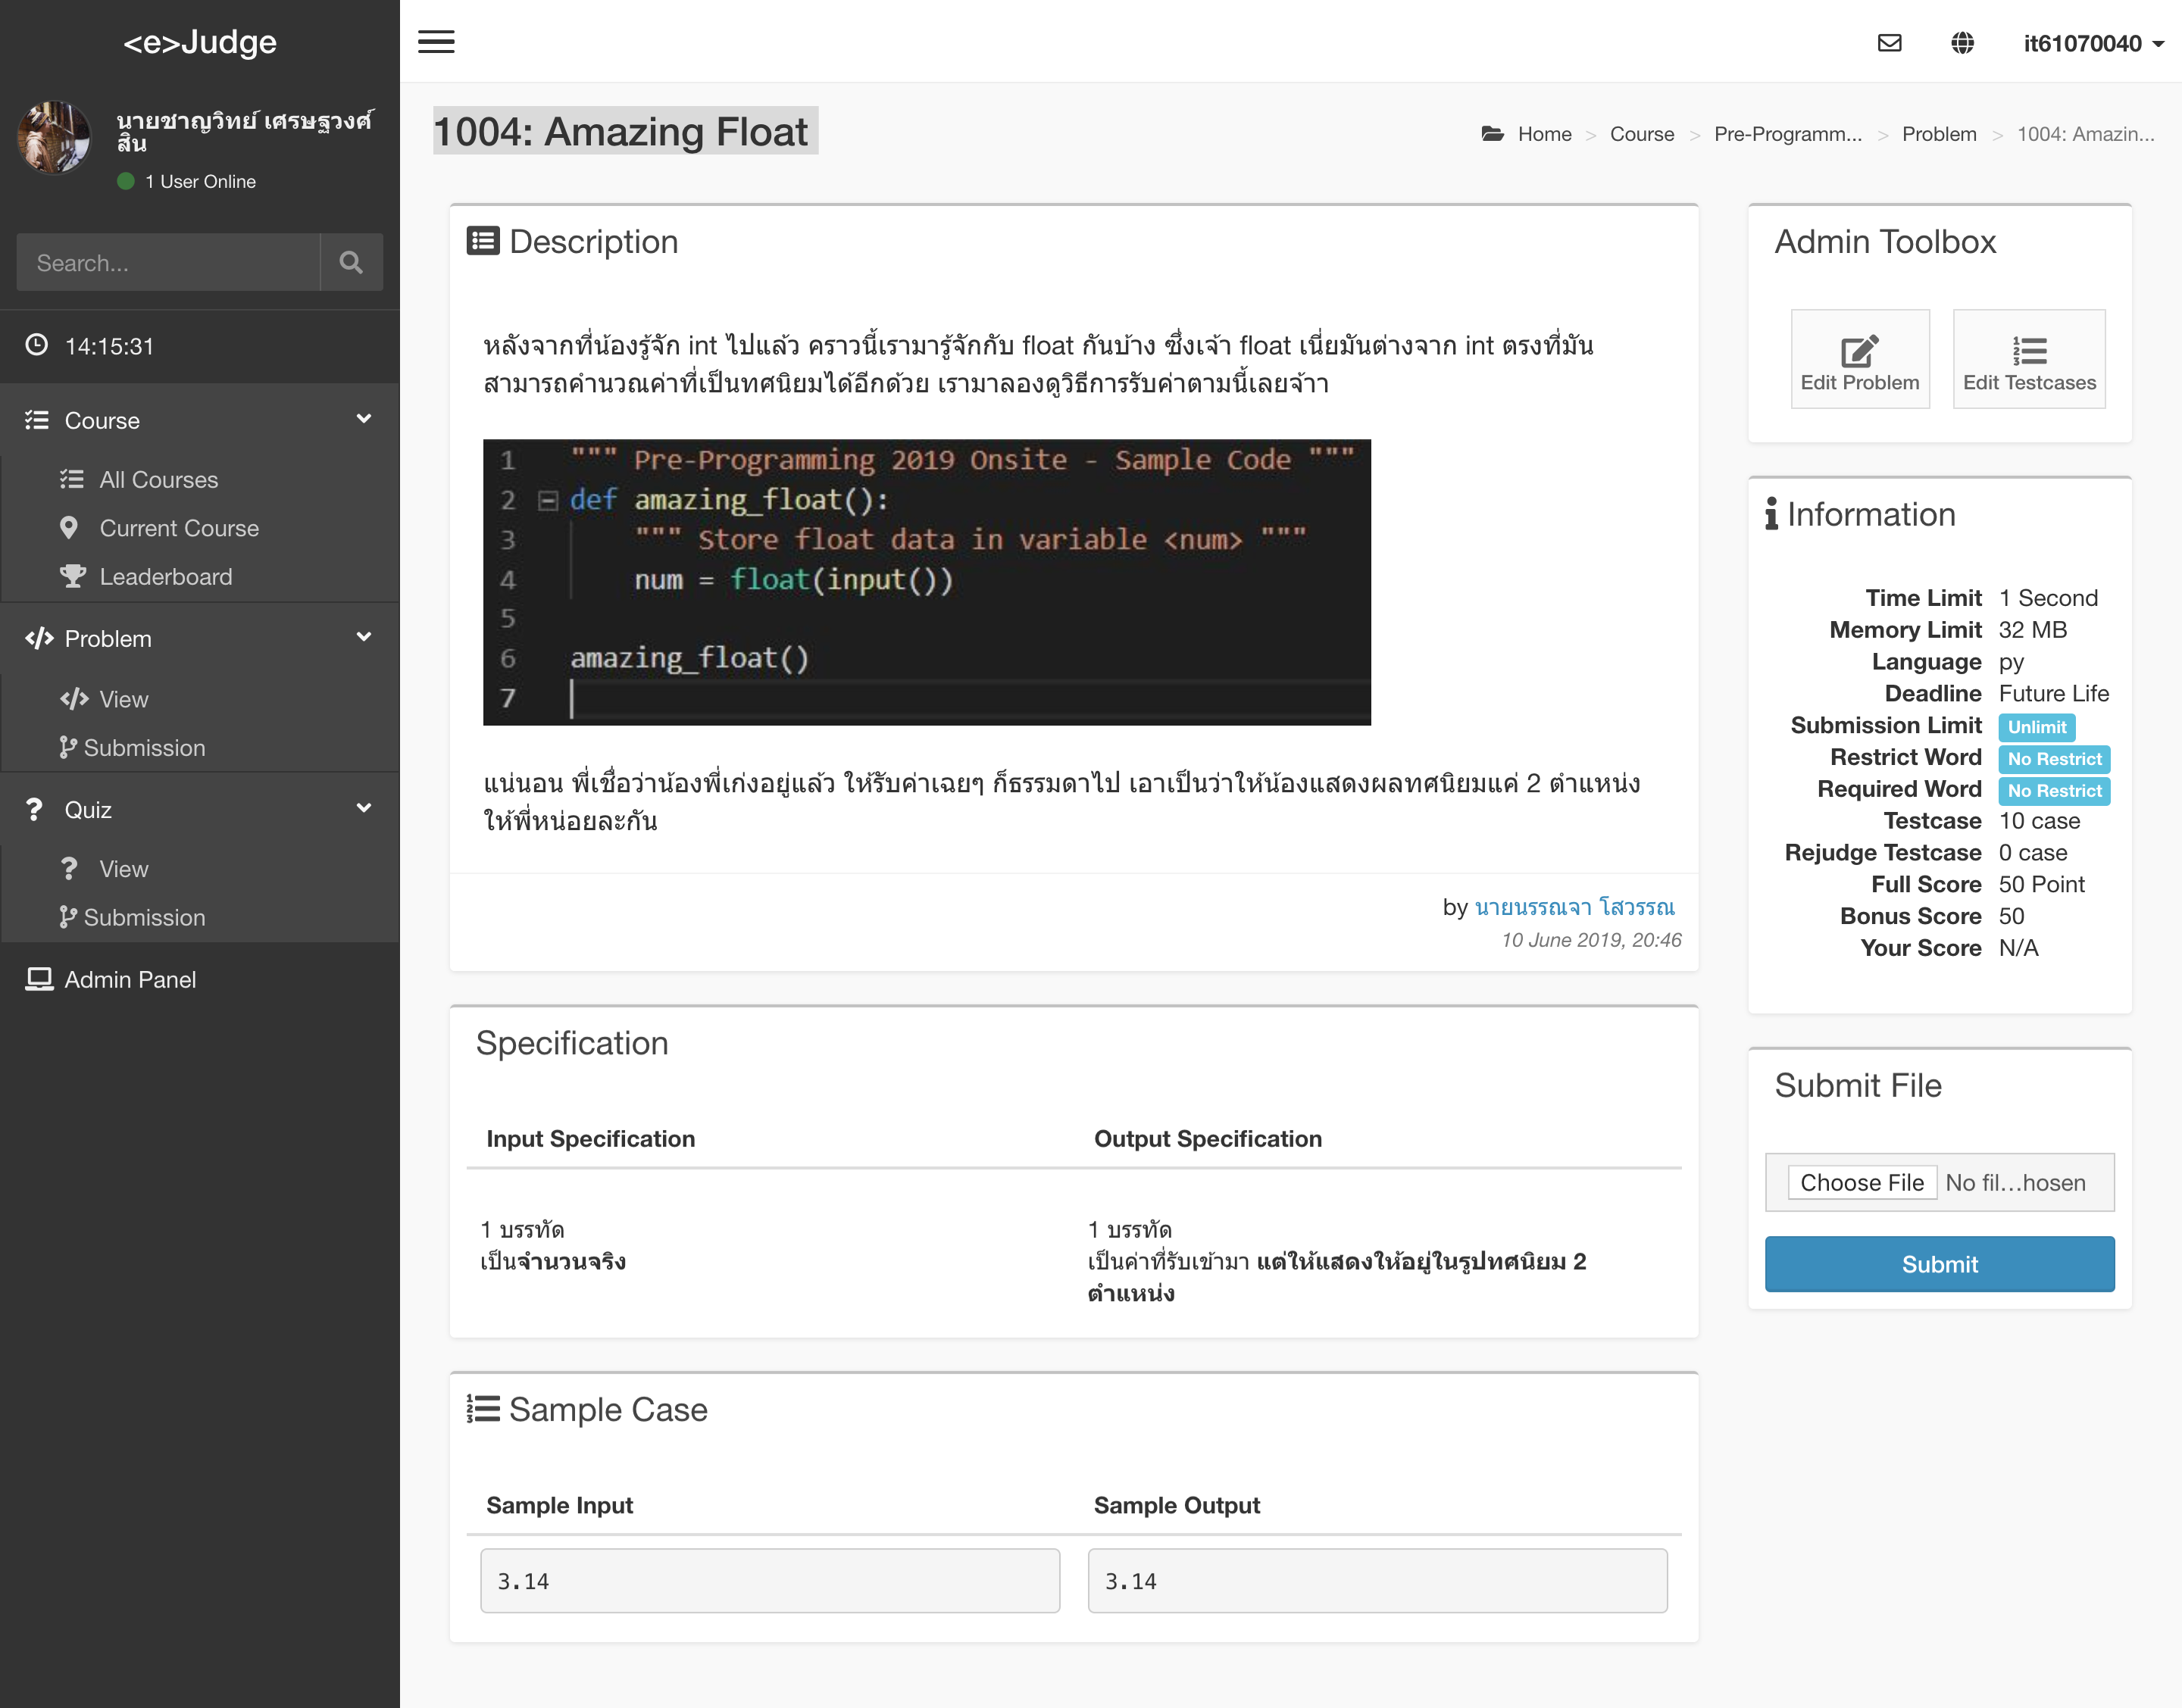 <e>Judge
it61070040
นายชาญวิทย์ เศรษฐวงศ์
สิน
1 User Online
Search...
14:15:31
Course
All Courses
Current Course
Leaderboard
Problem
View
Submission
Quiz
View
Submission
Admin Panel
1004: Amazing Float
Home > Course > Pre-Programm... > Problem > 1004: Amazin...
Description
หลังจากที่น้องรู้จัก int ไปแล้ว คราวนี้เรามารู้จักกับ float กันบ้าง ซึ่งเจ้า float เนี่ยมันต่างจาก int ตรงที่มัน
สามารถคำนวณค่าที่เป็นทศนิยมได้อีกด้วย เรามาลองดูวิธีการรับค่าตามนี้เลยจ้าา
1 """ Pre-Programming 2019 Onsite - Sample Code """
2 def amazing_float():
3 """ Store float data in variable <num> """
4 num = float(input())
5
6 amazing_float()
7
แน่นอน พี่เชื่อว่าน้องพี่เก่งอยู่แล้ว ให้รับค่าเฉยๆ ก็ธรรมดาไป เอาเป็นว่าให้น้องแสดงผลทศนิยมแค่ 2 ตำแหน่ง
ให้พี่หน่อยละกัน
by นายนรรณจา โสวรรณ
10 June 2019, 20:46
Specification
Input Specification Output Specification
1 บรรทัด
เป็นจำนวนจริง
1 บรรทัด
เป็นค่าที่รับเข้ามา แต่ให้แสดงให้อยู่ในรูปทศนิยม 2
ตำแหน่ง
Sample Case
Sample Input Sample Output
3.14 3.14
Admin Toolbox
Edit Problem Edit Testcases
Information
Time Limit 1 Second
Memory Limit 32 MB
Language py
Deadline Future Life
Submission Limit Unlimit
Restrict Word No Restrict
Required Word No Restrict
Testcase 10 case
Rejudge Testcase 0 case
Full Score 50 Point
Bonus Score 50
Your Score N/A
Submit File
Choose File No fil...hosen
Submit